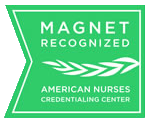 MAGNET
RECOGNIZED
AMERICAN NURSES
CREDENTIALING CENTER